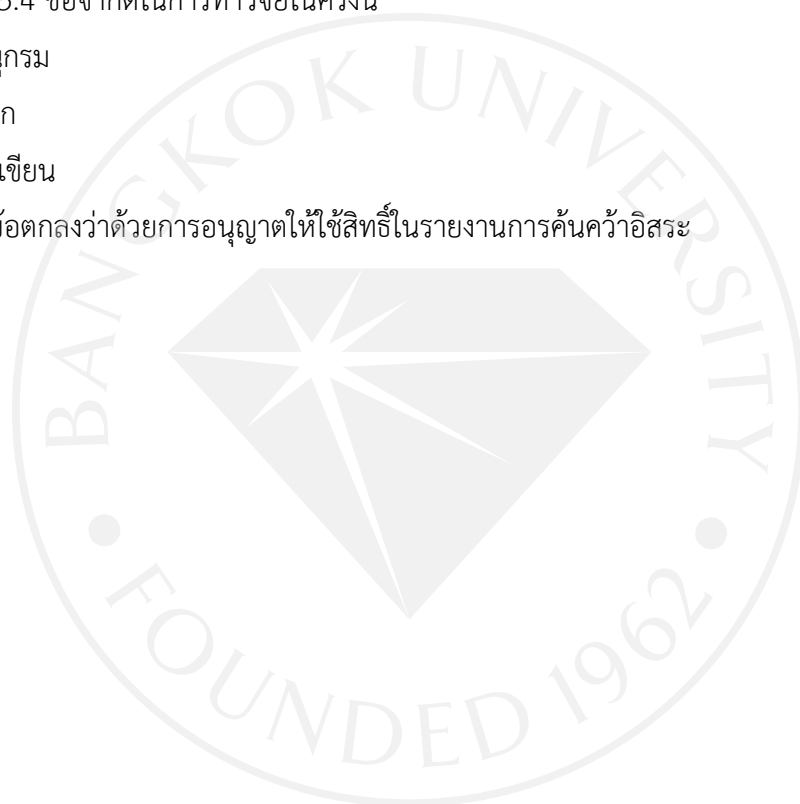 5.4 ข้อจำกัดในการทำวิจัยในครั้งนี้
นุกรม
ก
เขียน
ข้อตกลงว่าด้วยการอนุญาตให้ใช้สิทธิ์ในรายงานการค้นคว้าอิสระ
BANGKOK UNIVERSITY
FOUNDED 1962